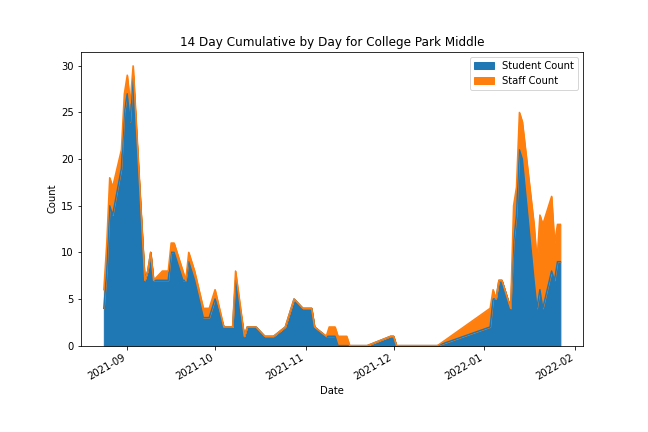 14 Day Cumulative by Day for College Park Middle
Student Count
Staff Count
Count
30
25
20
15
10
5
0
2021-09
2021-10
2021-11
2021-12
2022-01
2022-02
Date